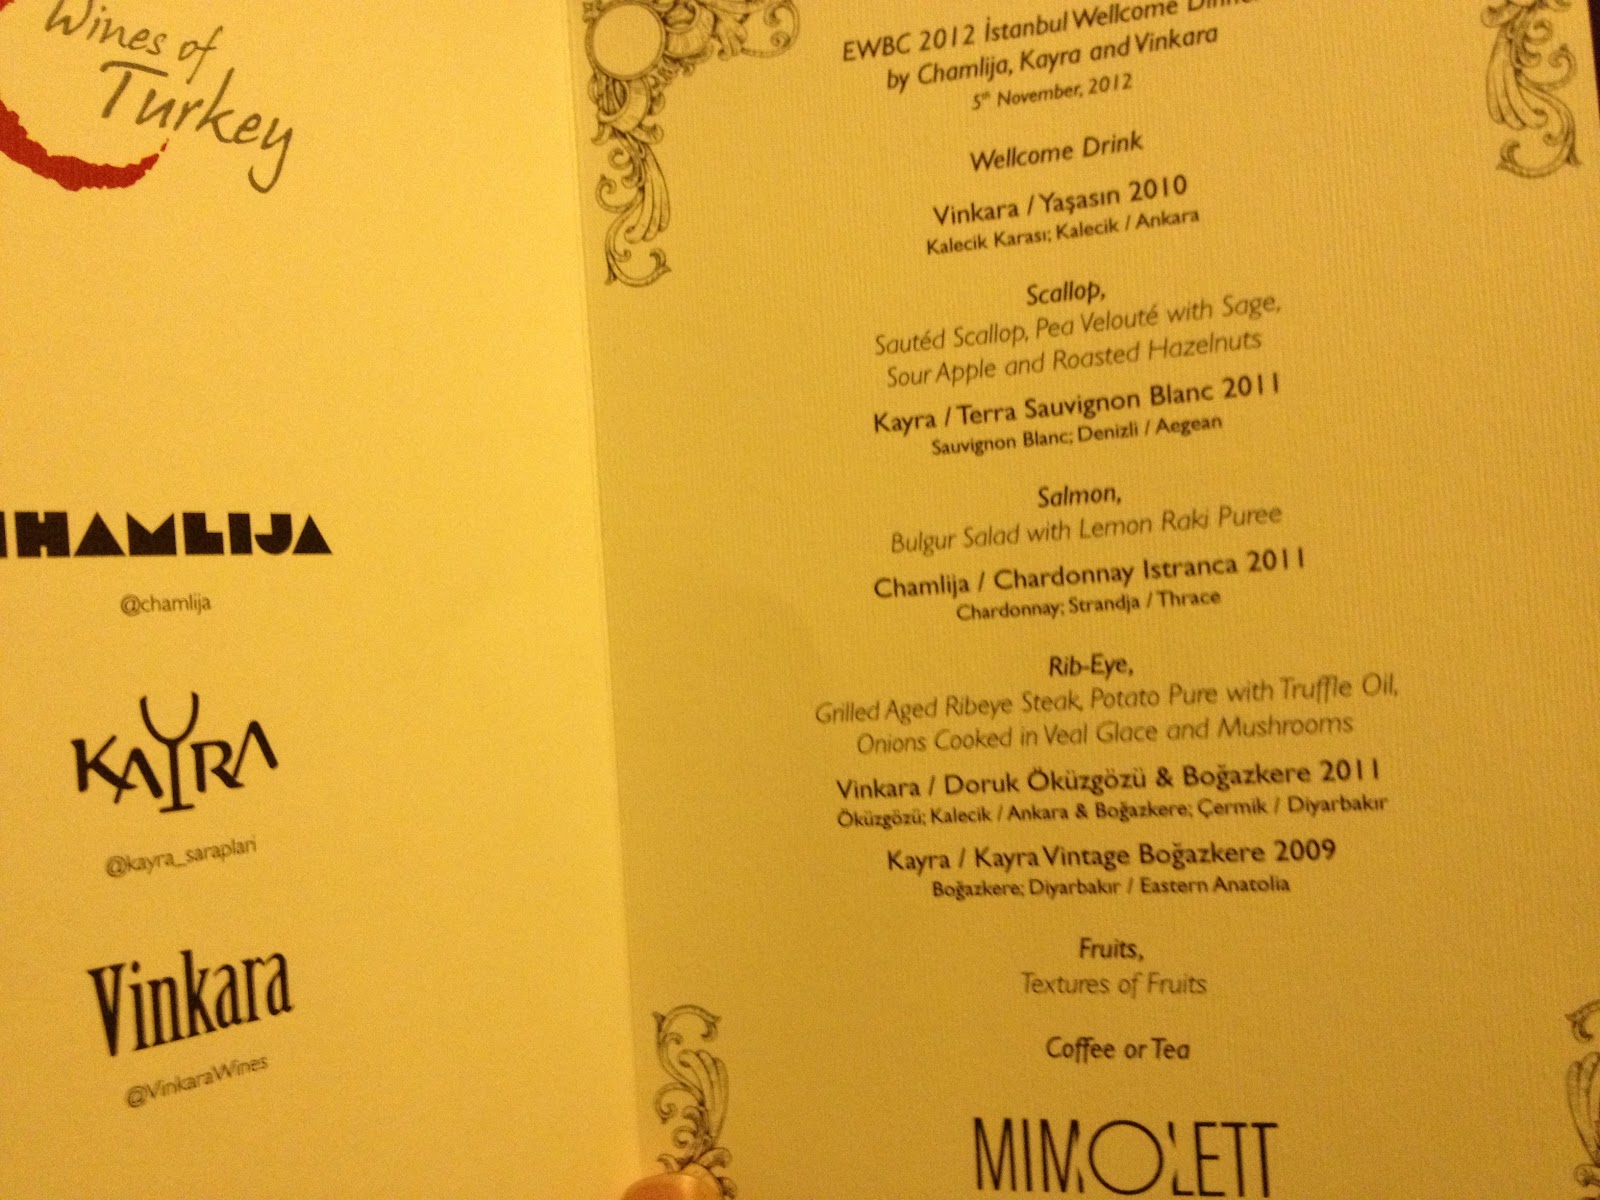 Wines of
Turkey
HAMLIJA
@chamlija
KAYRA
@kayra_saraplari
Vinkara
@VinkaraWines
EWBC 2012 İstanbul Wellcome Dinner
by Chamlija, Kayra and Vinkara
5th November, 2012
Wellcome Drink
Vinkara / Yaşasın 2010
Kalecik Karası; Kalecik / Ankara
Scallop,
Sautéd Scallop, Pea Velouté with Sage,
Sour Apple and Roasted Hazelnuts
Kayra / Terra Sauvignon Blanc 2011
Sauvignon Blanc; Denizli / Aegean
Salmon,
Bulgur Salad with Lemon Raki Puree
Chamlija / Chardonnay Istranca 2011
Chardonnay; Strandja / Thrace
Rib-Eye,
Grilled Aged Ribeye Steak, Potato Pure with Truffle Oil,
Onions Cooked in Veal Glace and Mushrooms
Vinkara / Doruk Öküzgözü & Boğazkere 2011
Öküzgözü; Kalecik / Ankara & Boğazkere; Çermik / Diyarbakır
Kayra / Kayra Vintage Boğazkere 2009
Boğazkere; Diyarbakır / Eastern Anatolia
Fruits,
Textures of Fruits
Coffee or Tea
MIMOLETT